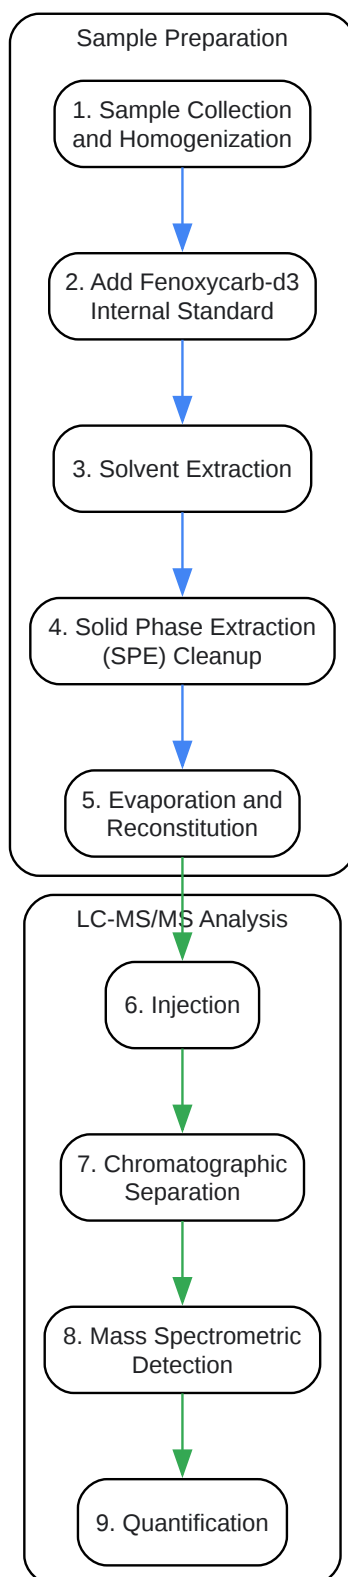 Sample Preparation
1. Sample Collection
and Homogenization
2. Add Fenoxycarb-d3
Internal Standard
3. Solvent Extraction
4. Solid Phase Extraction
(SPE) Cleanup
5. Evaporation and
Reconstitution
LC-MS/MS Analysis
6. Injection
7. Chromatographic
Separation
8. Mass Spectrometric
Detection
9. Quantification